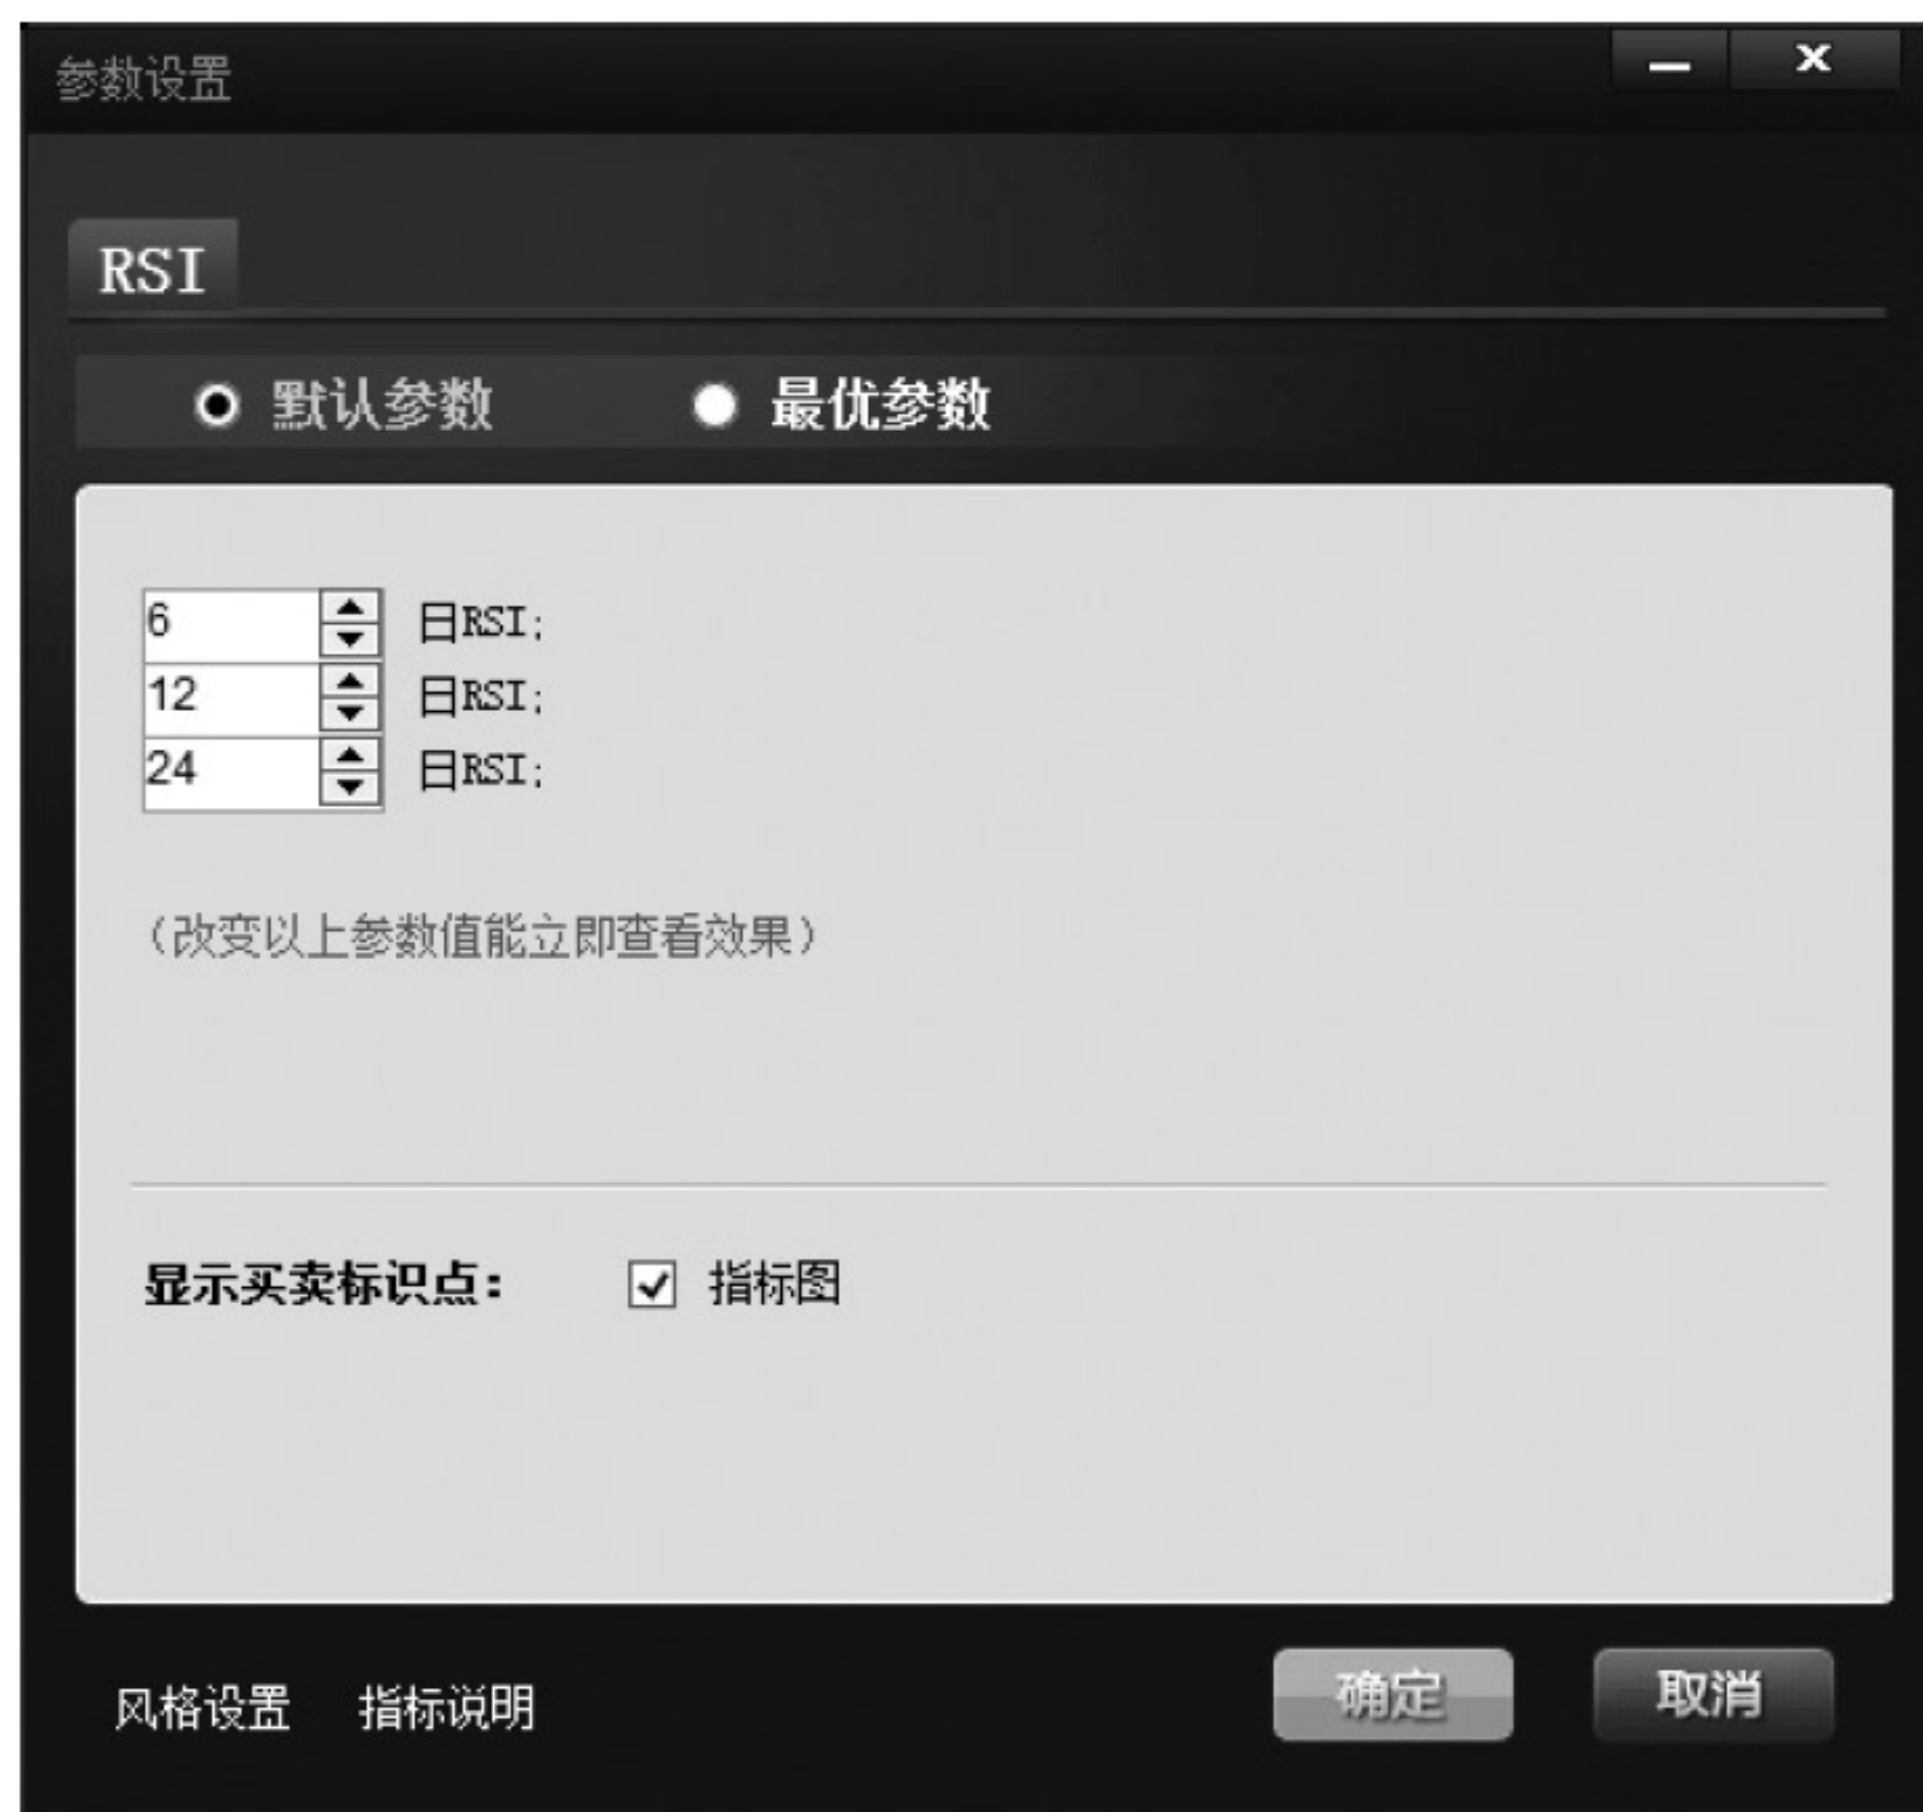 参数设置
RSI
默认参数 最优参数
6 日RSI;
12 日RSI;
24 日RSI;
(改变以上参数值能立即查看效果)
显示买卖标识点: 指标图
风格设置 指标说明 确定 取消